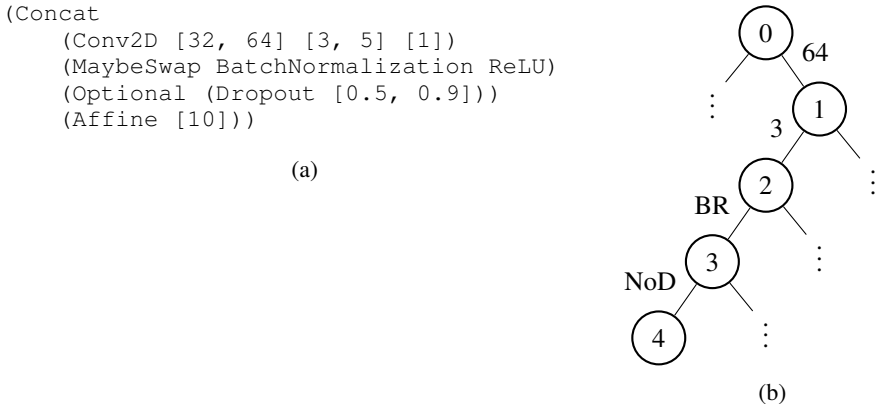 (Concat
(Conv2D [32, 64] [3, 5] [1])
(MaybeSwap BatchNormalization ReLU)
(Optional (Dropout [0.5, 0.9]))
(Affine [10]))
(a)
0
64
1
3
2
BR
3
NoD
4
(b)